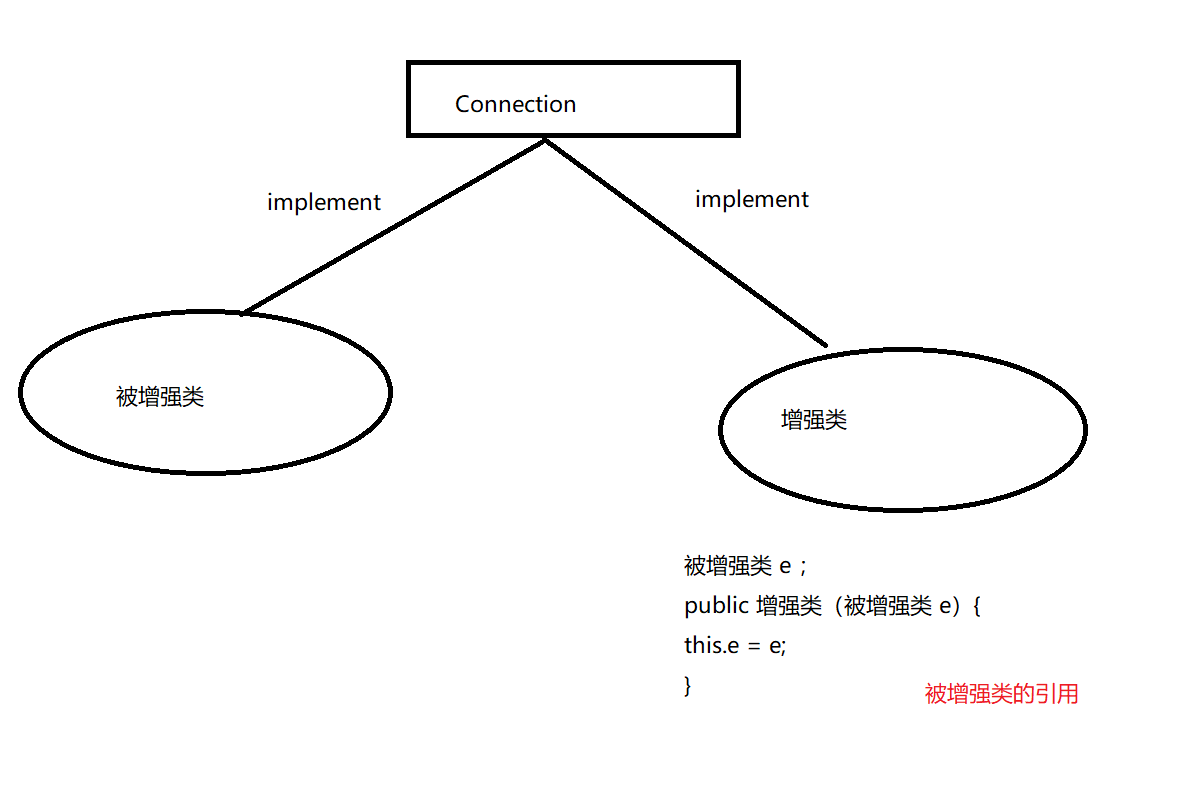 Connection
implement
implement
被增强类
增强类
被增强类 e ；
public 增强类（被增强类 e）{
this.e = e;
}
被增强类的引用